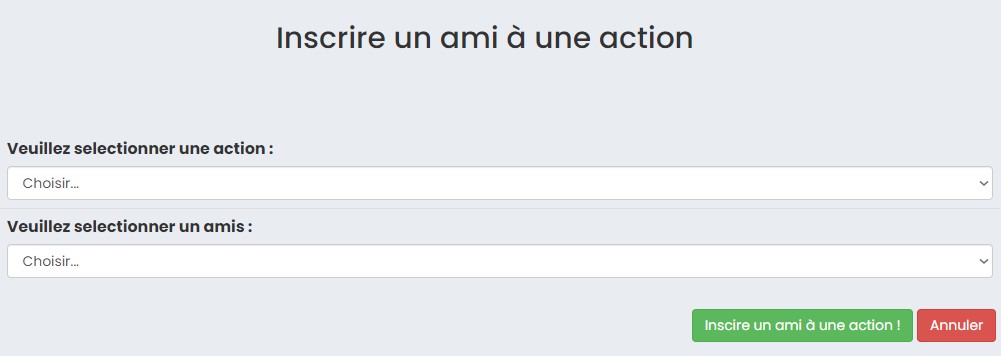 Inscrire un ami à une action
Veuillez selectionner une action :
Choisir...
Veuillez selectionner un amis :
Choisir...
Inscire un ami à une action ! Annuler